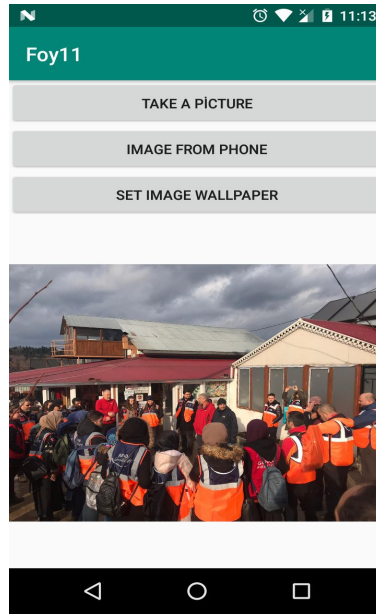 11:13
Foy11
TAKE A PİCTURE
IMAGE FROM PHONE
SET IMAGE WALLPAPER